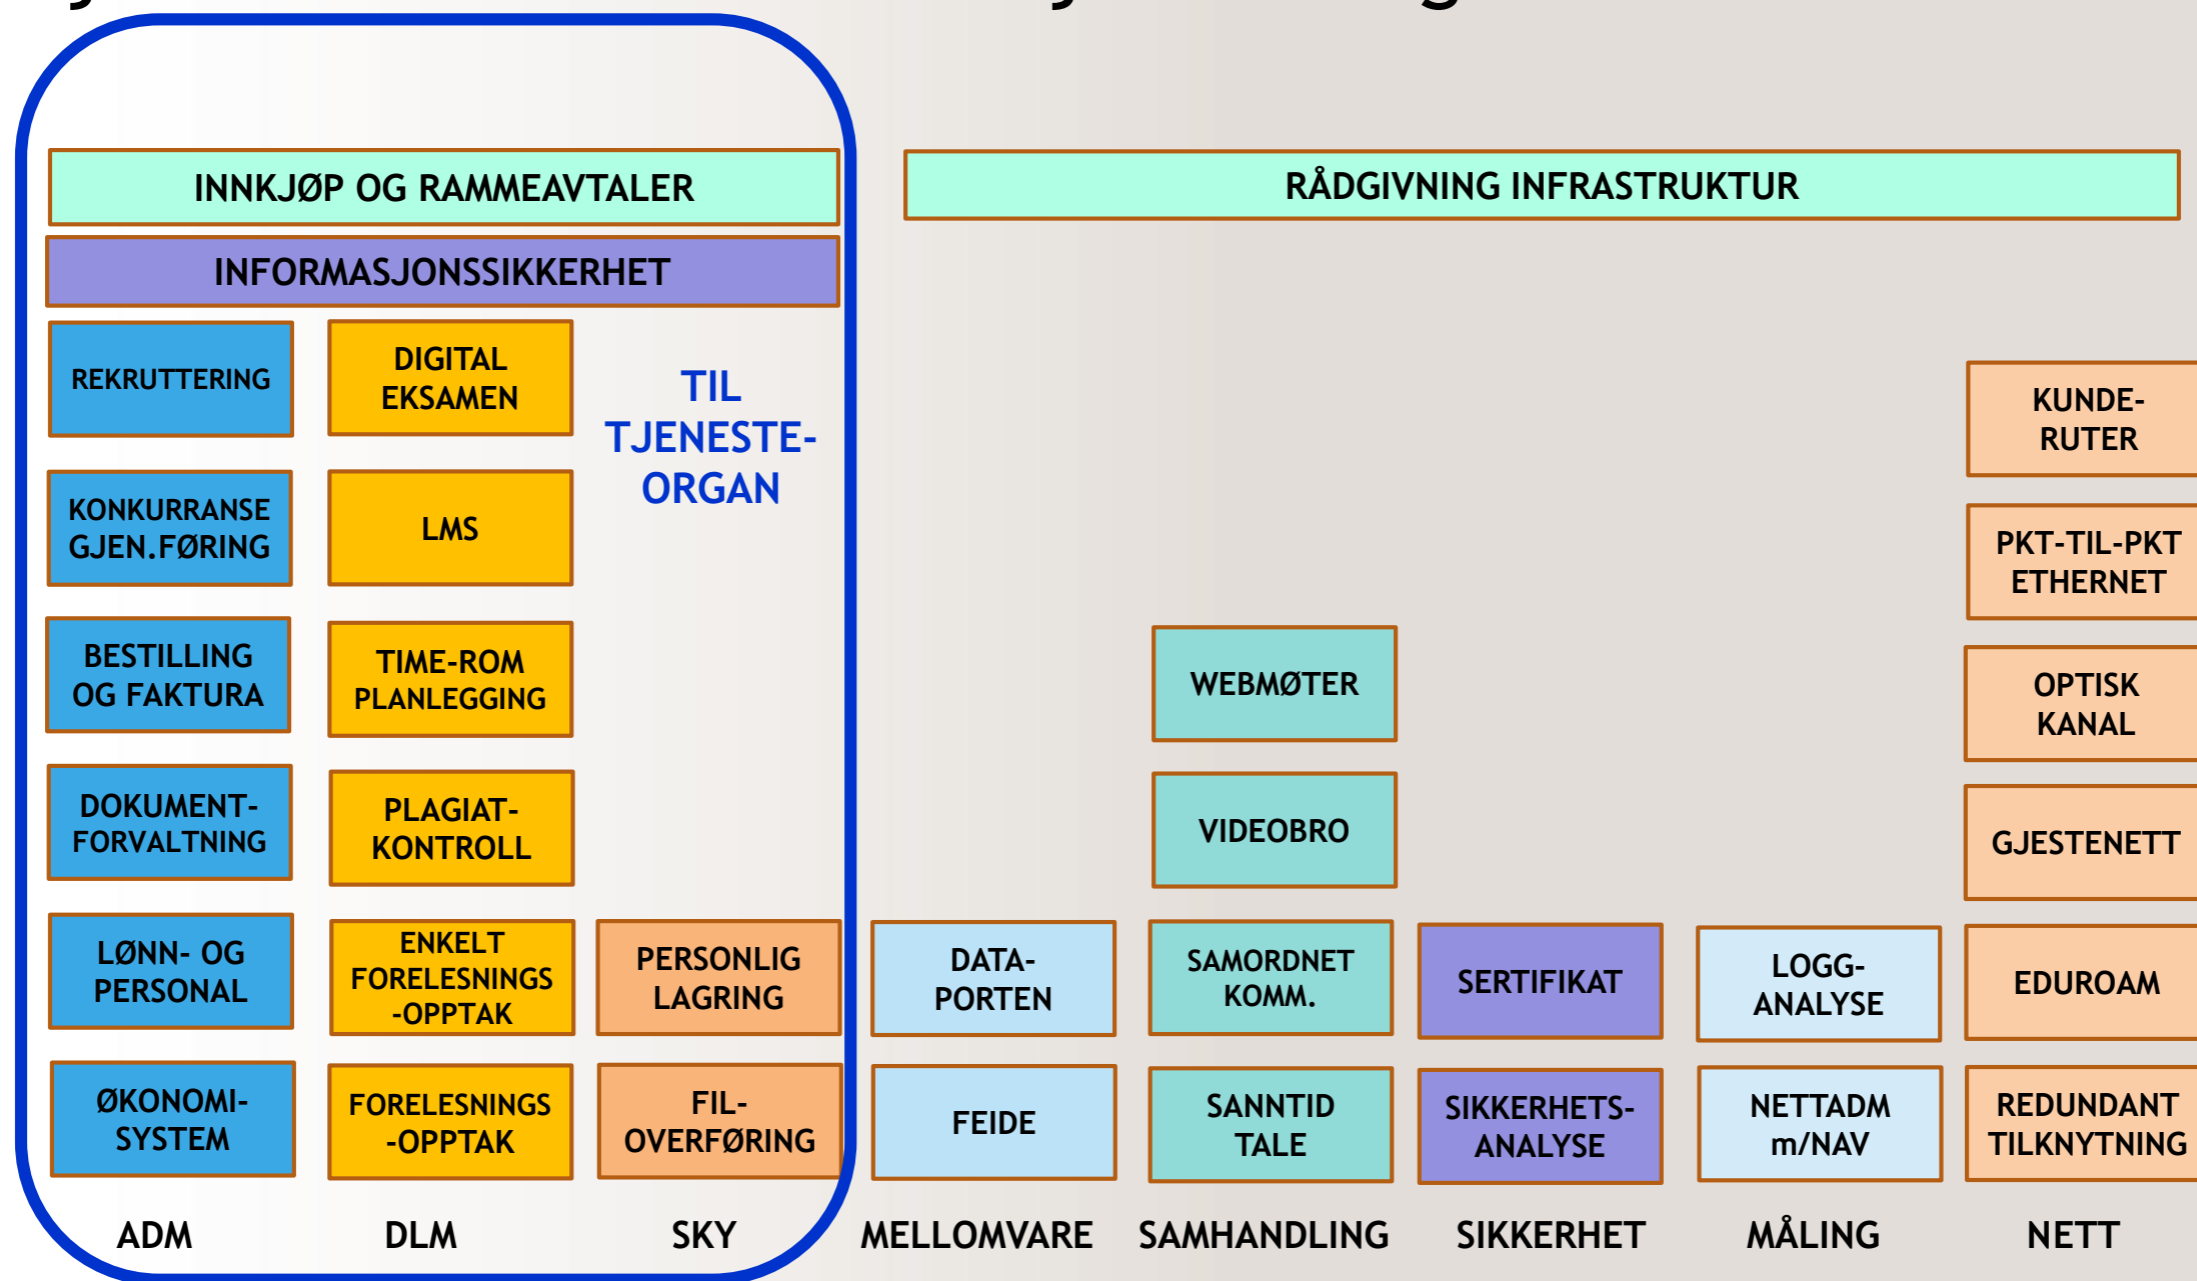 INNKJØP OG RAMMEAVTALER
RÅDGIVNING INFRASTRUKTUR
INFORMASJONSSIKKERHET
REKRUTTERING
KONKURRANSE
GJEN.FØRING
BESTILLING
OG FAKTURA
DOKUMENT-
FORVALTNING
LØNN- OG
PERSONAL
ØKONOMI-
SYSTEM
ADM
DIGITAL
EKSAMEN
LMS
TIME-ROM
PLANLEGGING
PLAGIAT-
KONTROLL
ENKELT
FORELESNINGS
-OPPTAK
FORELESNINGS
-OPPTAK
DLM
TIL
TJENESTE-
ORGAN
PERSONLIG
LAGRING
FIL-
OVERFØRING
SKY
DATA-
PORTEN
FEIDE
MELLOMVARE
WEBMØTER
VIDEOBRO
SAMORDNET
KOMM.
SANNTID
TALE
SAMHANDLING
SERTIFIKAT
SIKKERHETS-
ANALYSE
SIKKERHET
LOGG-
ANALYSE
NETTADM
m/NAV
MÅLING
KUNDE-
RUTER
PKT-TIL-PKT
ETHERNET
OPTISK
KANAL
GJESTENETT
EDUROAM
REDUNDANT
TILKNYTNING
NETT